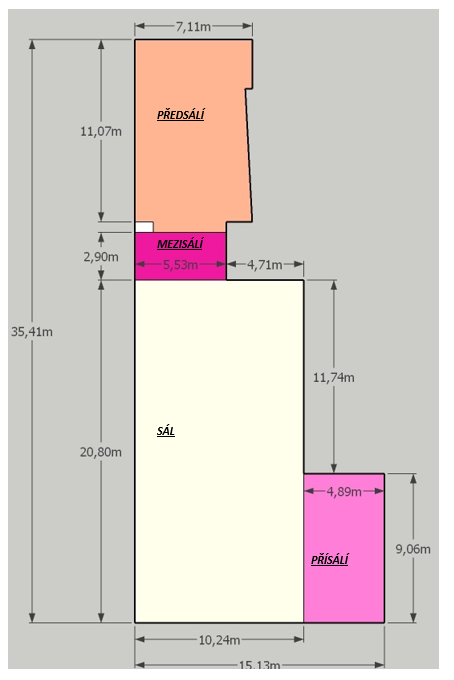 7,11m
PŘEDSÁLÍ
11,07m
MEZISÁLÍ
2,90m
5,53m
4,71m
35,41m
11,74m
SÁL
20,80m
4,89m
9,06m
PŘÍSÁLÍ
10,24m
15,13m